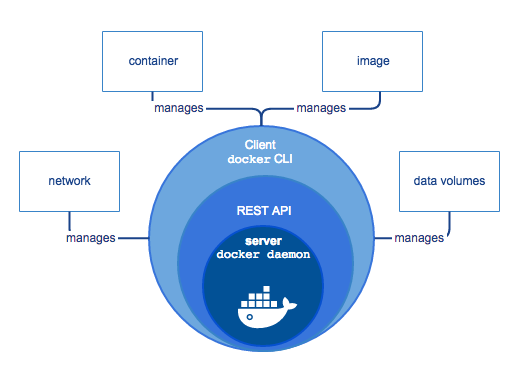 container
image
manages
manages
Client
docker CLI
network
data volumes
REST API
manages
manages
server
docker daemon